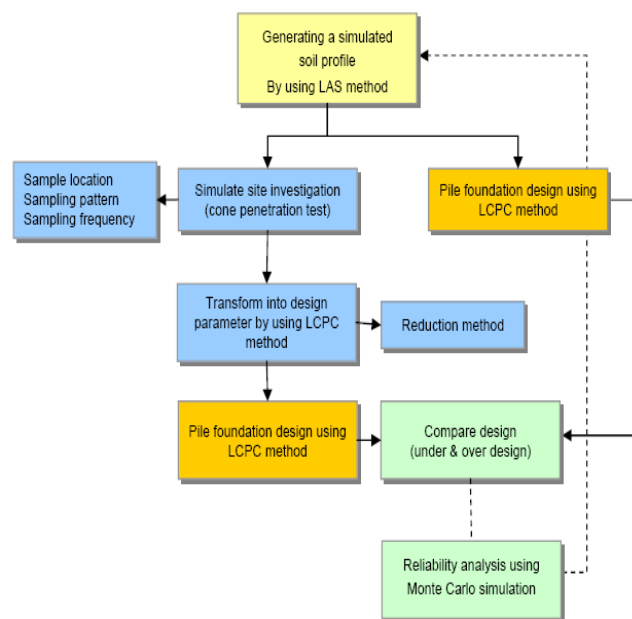 Generating a simulated
soil profile
By using LAS method
Sample location
Sampling pattern
Sampling frequency
Simulate site investigation
(cone penetration test)
Pile foundation design using
LCPC method
Transform into design
parameter by using LCPC
method
Reduction method
Pile foundation design using
LCPC method
Compare design
(under & over design)
Reliability analysis using
Monte Carlo simulation